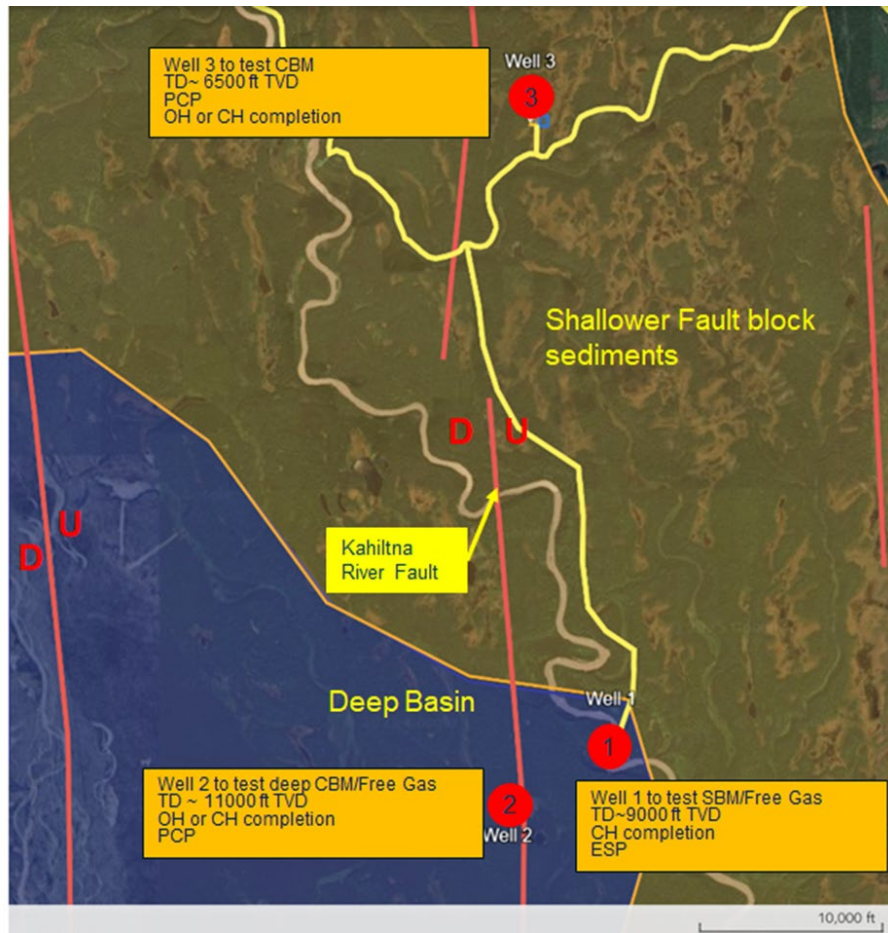 Well 3 to test CBM
TD~ 6500 ft TVD
PCP
OH or CH completion
Well 3
3
Shallower Fault block
sediments
D U
U
D
Kahiltna
River Fault
Deep Basin
Well 1
1
Well 2 to test deep CBM/Free Gas
TD ~ 11000 ft TVD
OH or CH completion
PCP
2
Well 2
Well 1 to test SBM/Free Gas
TD~9000 ft TVD
CH completion
ESP
10,000 ft